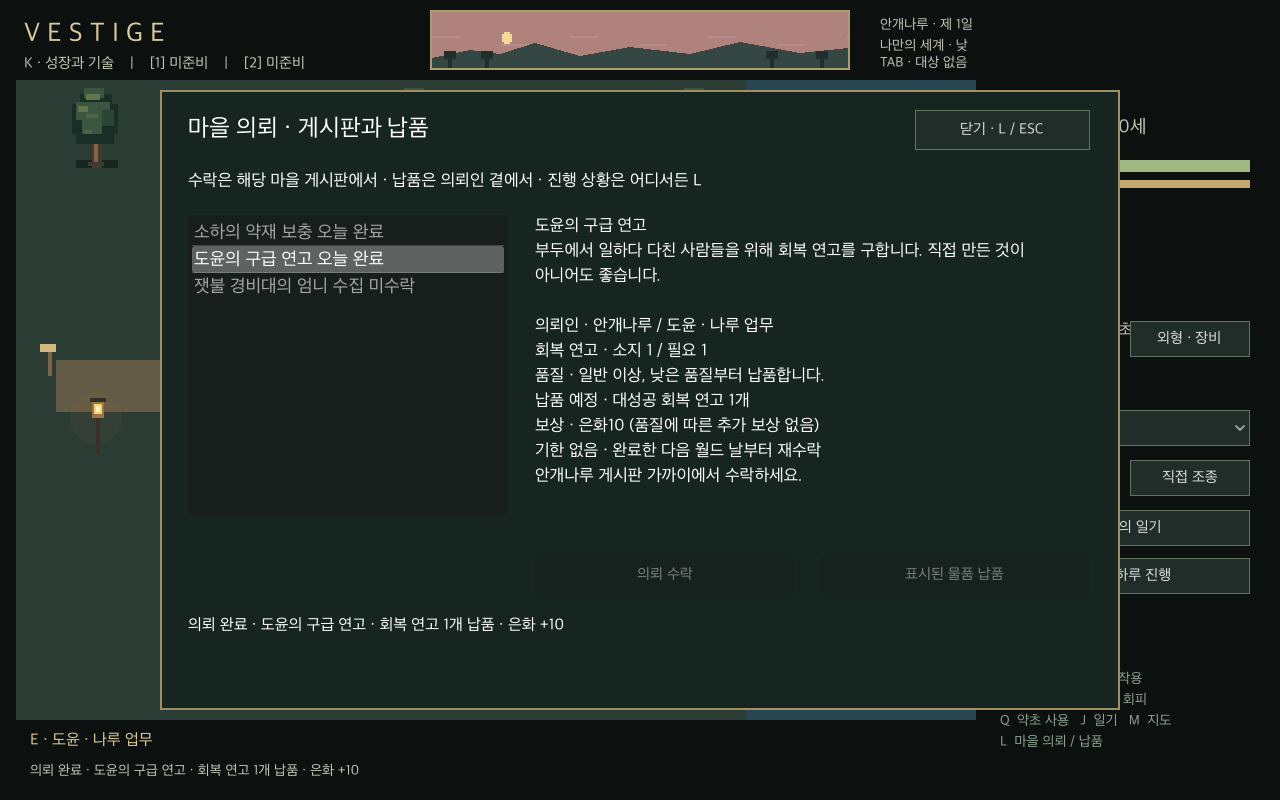 VESTIGE
K · 성장과 기술 | [1] 미준비 | [2] 미준비
안개나루 · 제 1일
나만의 세계 · 낮
TAB · 대상 없음
마을 의뢰 · 게시판과 납품
닫기 · L / ESC
수락은 해당 마을 게시판에서 · 납품은 의뢰인 곁에서 · 진행 상황은 어디서든 L
소하의 약재 보충 오늘 완료
도윤의 구급 연고 오늘 완료
잿불 경비대의 엄니 수집 미수락
도윤의 구급 연고
부두에서 일하다 다친 사람들을 위해 회복 연고를 구합니다. 직접 만든 것이
아니어도 좋습니다.
의뢰인 · 안개나루 / 도윤 · 나루 업무
회복 연고 · 소지 1 / 필요 1
품질 · 일반 이상, 낮은 품질부터 납품합니다.
납품 예정 · 대성공 회복 연고 1개
보상 · 은화10 (품질에 따른 추가 보상 없음)
기한 없음 · 완료한 다음 월드 날부터 재수락
안개나루 게시판 가까이에서 수락하세요.
의뢰 수락
표시된 물품 납품
의뢰 완료 · 도윤의 구급 연고 · 회복 연고 1개 납품 · 은화 +10
0세
초
외형 · 장비
직접 조종
의 일기
하루 진행
작용
회피
Q 약초 사용 J 일기 M 지도
L 마을 의뢰 / 납품
E · 도윤 · 나루 업무
의뢰 완료 · 도윤의 구급 연고 · 회복 연고 1개 납품 · 은화 +10